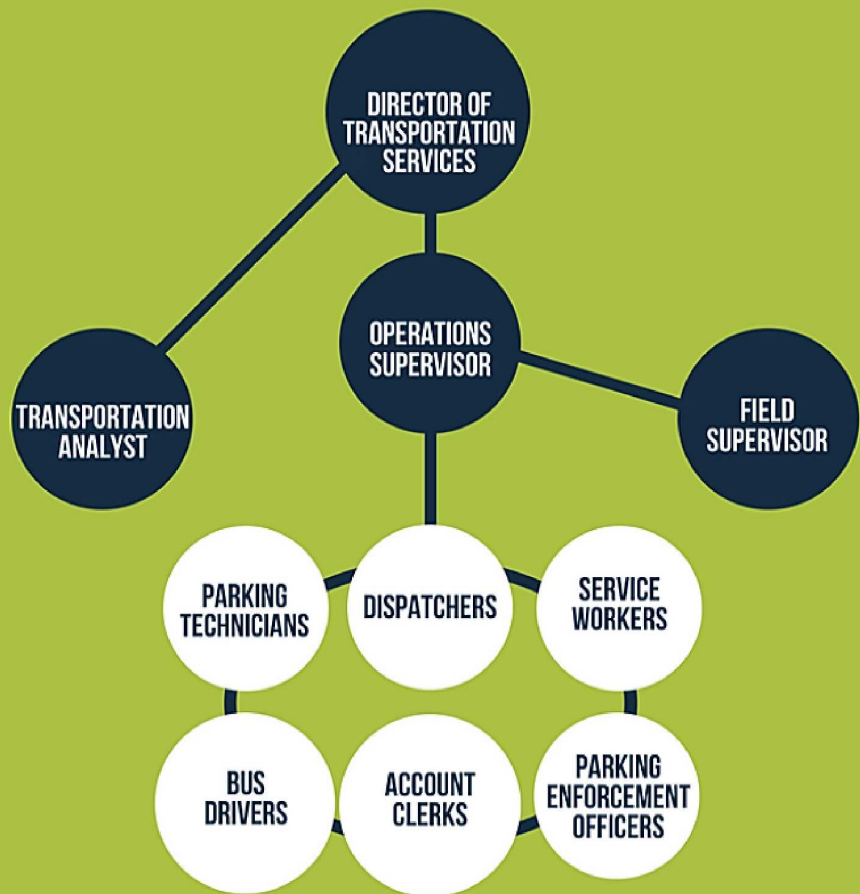 DIRECTOR OF
TRANSPORTATION
SERVICES
OPERATIONS
SUPERVISOR
TRANSPORTATION
ANALYST
FIELD
SUPERVISOR
PARKING
TECHNICIANS
DISPATCHERS
SERVICE
WORKERS
BUS
DRIVERS
ACCOUNT
CLERKS
PARKING
ENFORCEMENT
OFFICERS